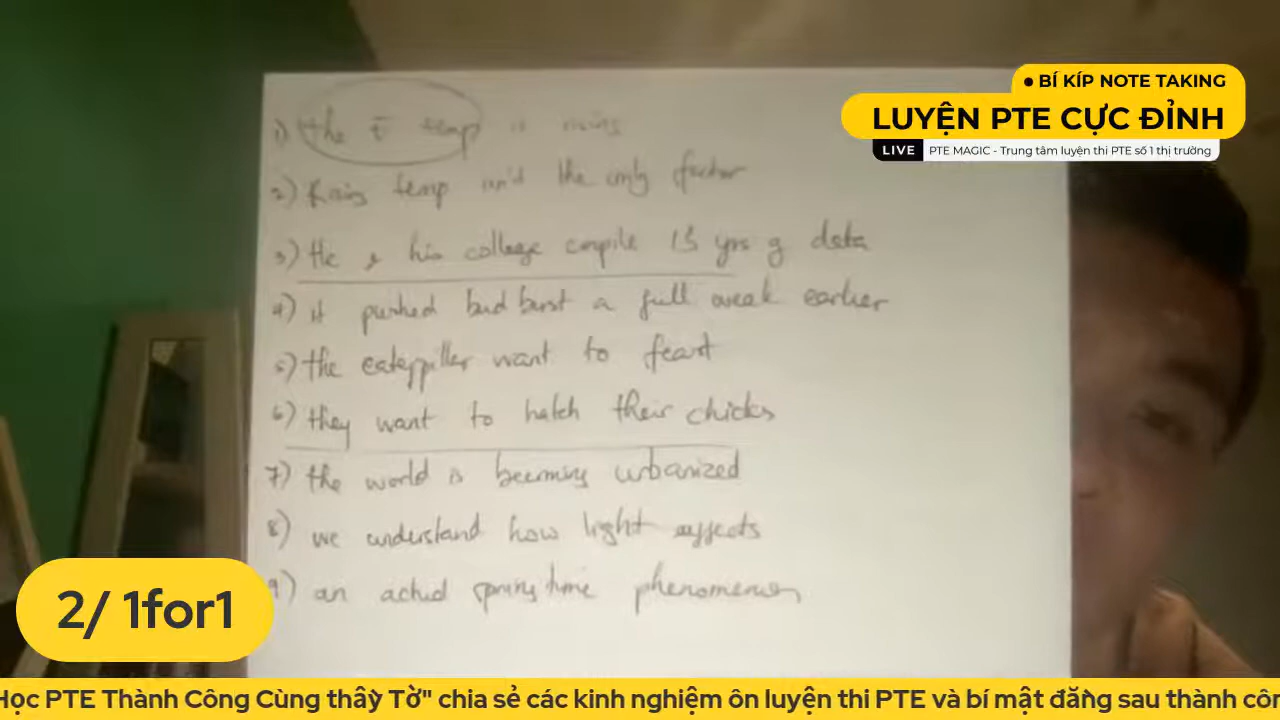 BÍ KÍP NOTE TAKING
LUYỆN PTE CỰC ĐỈNH
LIVE PTE MAGIC - Trung tâm luyện thi PTE số 1 thị trường
1) the temp is rising
2) temp isn't the only factor
3) He & his college compile 13 yrs data
4) it pushed bud burst a full weak earlier
5) the caterpiller want to feast
6) they want to hatch their chicks
7) the world is becoming urbanized
8) we understand how light affects
9) an actual spring time phenomenon
2/ 1for1
Học PTE Thành Công Cùng thầy Tờ" chia sẻ các kinh nghiệm ôn luyện thi PTE và bí mật đằng sau thành côn